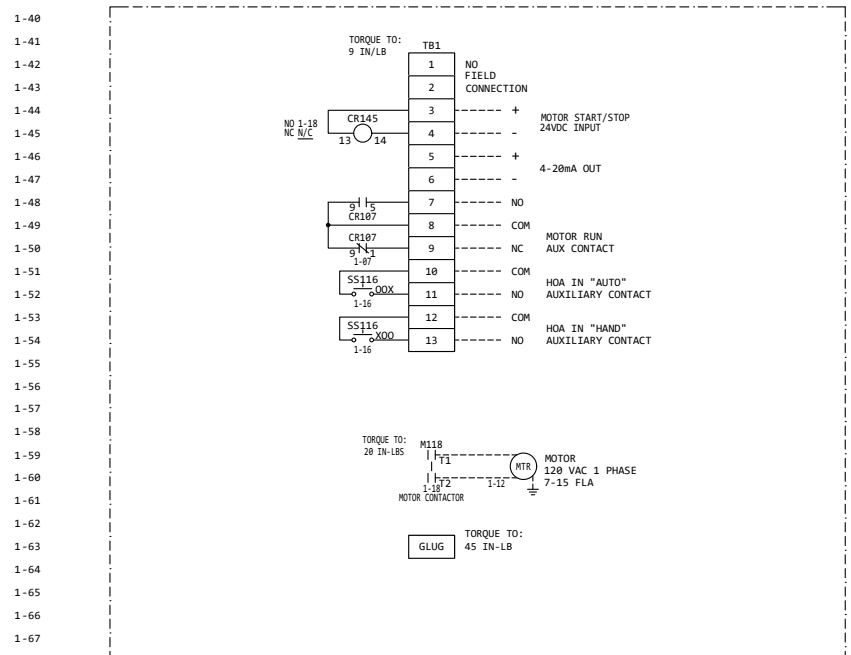 1-40
1-41
TORQUE TO:
9 IN/LB
TB1
1-42
1
NO
FIELD
CONNECTION
1-43
2
1-44
3
+
MOTOR START/STOP
24VDC INPUT
CR145
NO 1-18
NC N/C
13
14
1-45
4
-
1-46
5
+
4-20mA OUT
1-47
6
-
1-48
9
5
CR107
7
NO
1-49
8
COM
MOTOR RUN
AUX CONTACT
CR107
9
1
1-07
1-50
9
NC
1-51
10
COM
HOA IN "AUTO"
AUXILIARY CONTACT
SS116
OOX
1-16
1-52
11
NO
1-53
12
COM
HOA IN "HAND"
AUXILIARY CONTACT
SS116
XOO
1-16
1-54
13
NO
1-55
1-56
1-57
1-58
TORQUE TO:
20 IN-LBS
M118
1-59
T1
MTR
MOTOR
120 VAC 1 PHASE
7-15 FLA
1-60
T2
1-18
1-12
MOTOR CONTACTOR
1-61
1-62
1-63
GLUG
TORQUE TO:
45 IN-LB
1-64
1-65
1-66
1-67